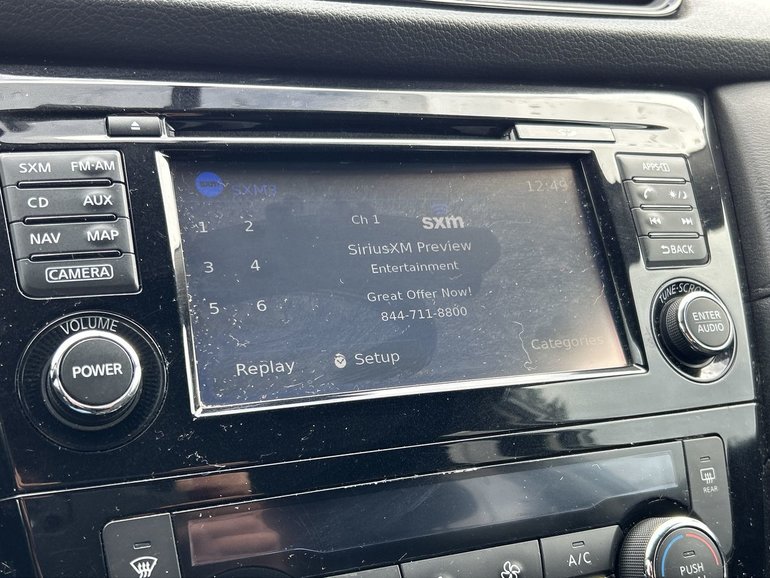 SXM FM·AM
CD AUX
NAV MAP
CAMERA
VOLUME
POWER
SXM3 12:49
1 2
3 4
5 6
Ch 1 sxm
SiriusXM Preview
Entertainment
Great Offer Now!
844-711-8800
Replay Setup Categories
APPS·i
BACK
TUNE·SCROLL
ENTER
AUDIO
REAR
A/C
PUSH